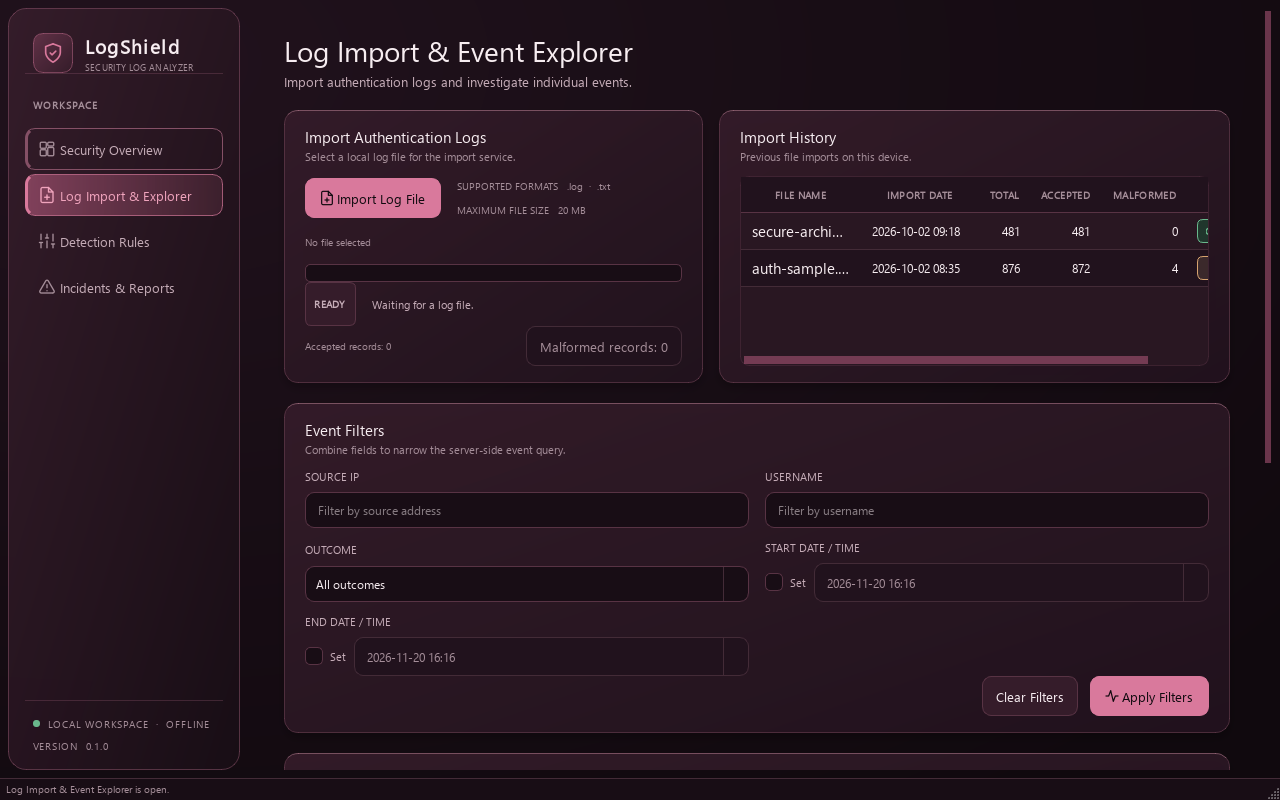 LogShield
SECURITY LOG ANALYZER
WORKSPACE
Security Overview
Log Import & Explorer
Detection Rules
Incidents & Reports
LOCAL WORKSPACE · OFFLINE
VERSION 0.1.0
Log Import & Event Explorer
Import authentication logs and investigate individual events.
Import Authentication Logs
Select a local log file for the import service.
Import Log File
SUPPORTED FORMATS .log · .txt
MAXIMUM FILE SIZE 20 MB
No file selected
READY
Waiting for a log file.
Accepted records: 0
Malformed records: 0
Import History
Previous file imports on this device.
FILE NAME IMPORT DATE TOTAL ACCEPTED MALFORMED
secure-archi... 2026-10-02 09:18 481 481 0
auth-sample.... 2026-10-02 08:35 876 872 4
Event Filters
Combine fields to narrow the server-side event query.
SOURCE IP
Filter by source address
USERNAME
Filter by username
OUTCOME
All outcomes
START DATE / TIME
Set 2026-11-20 16:16
END DATE / TIME
Set 2026-11-20 16:16
Clear Filters
Apply Filters
Log Import & Event Explorer is open.